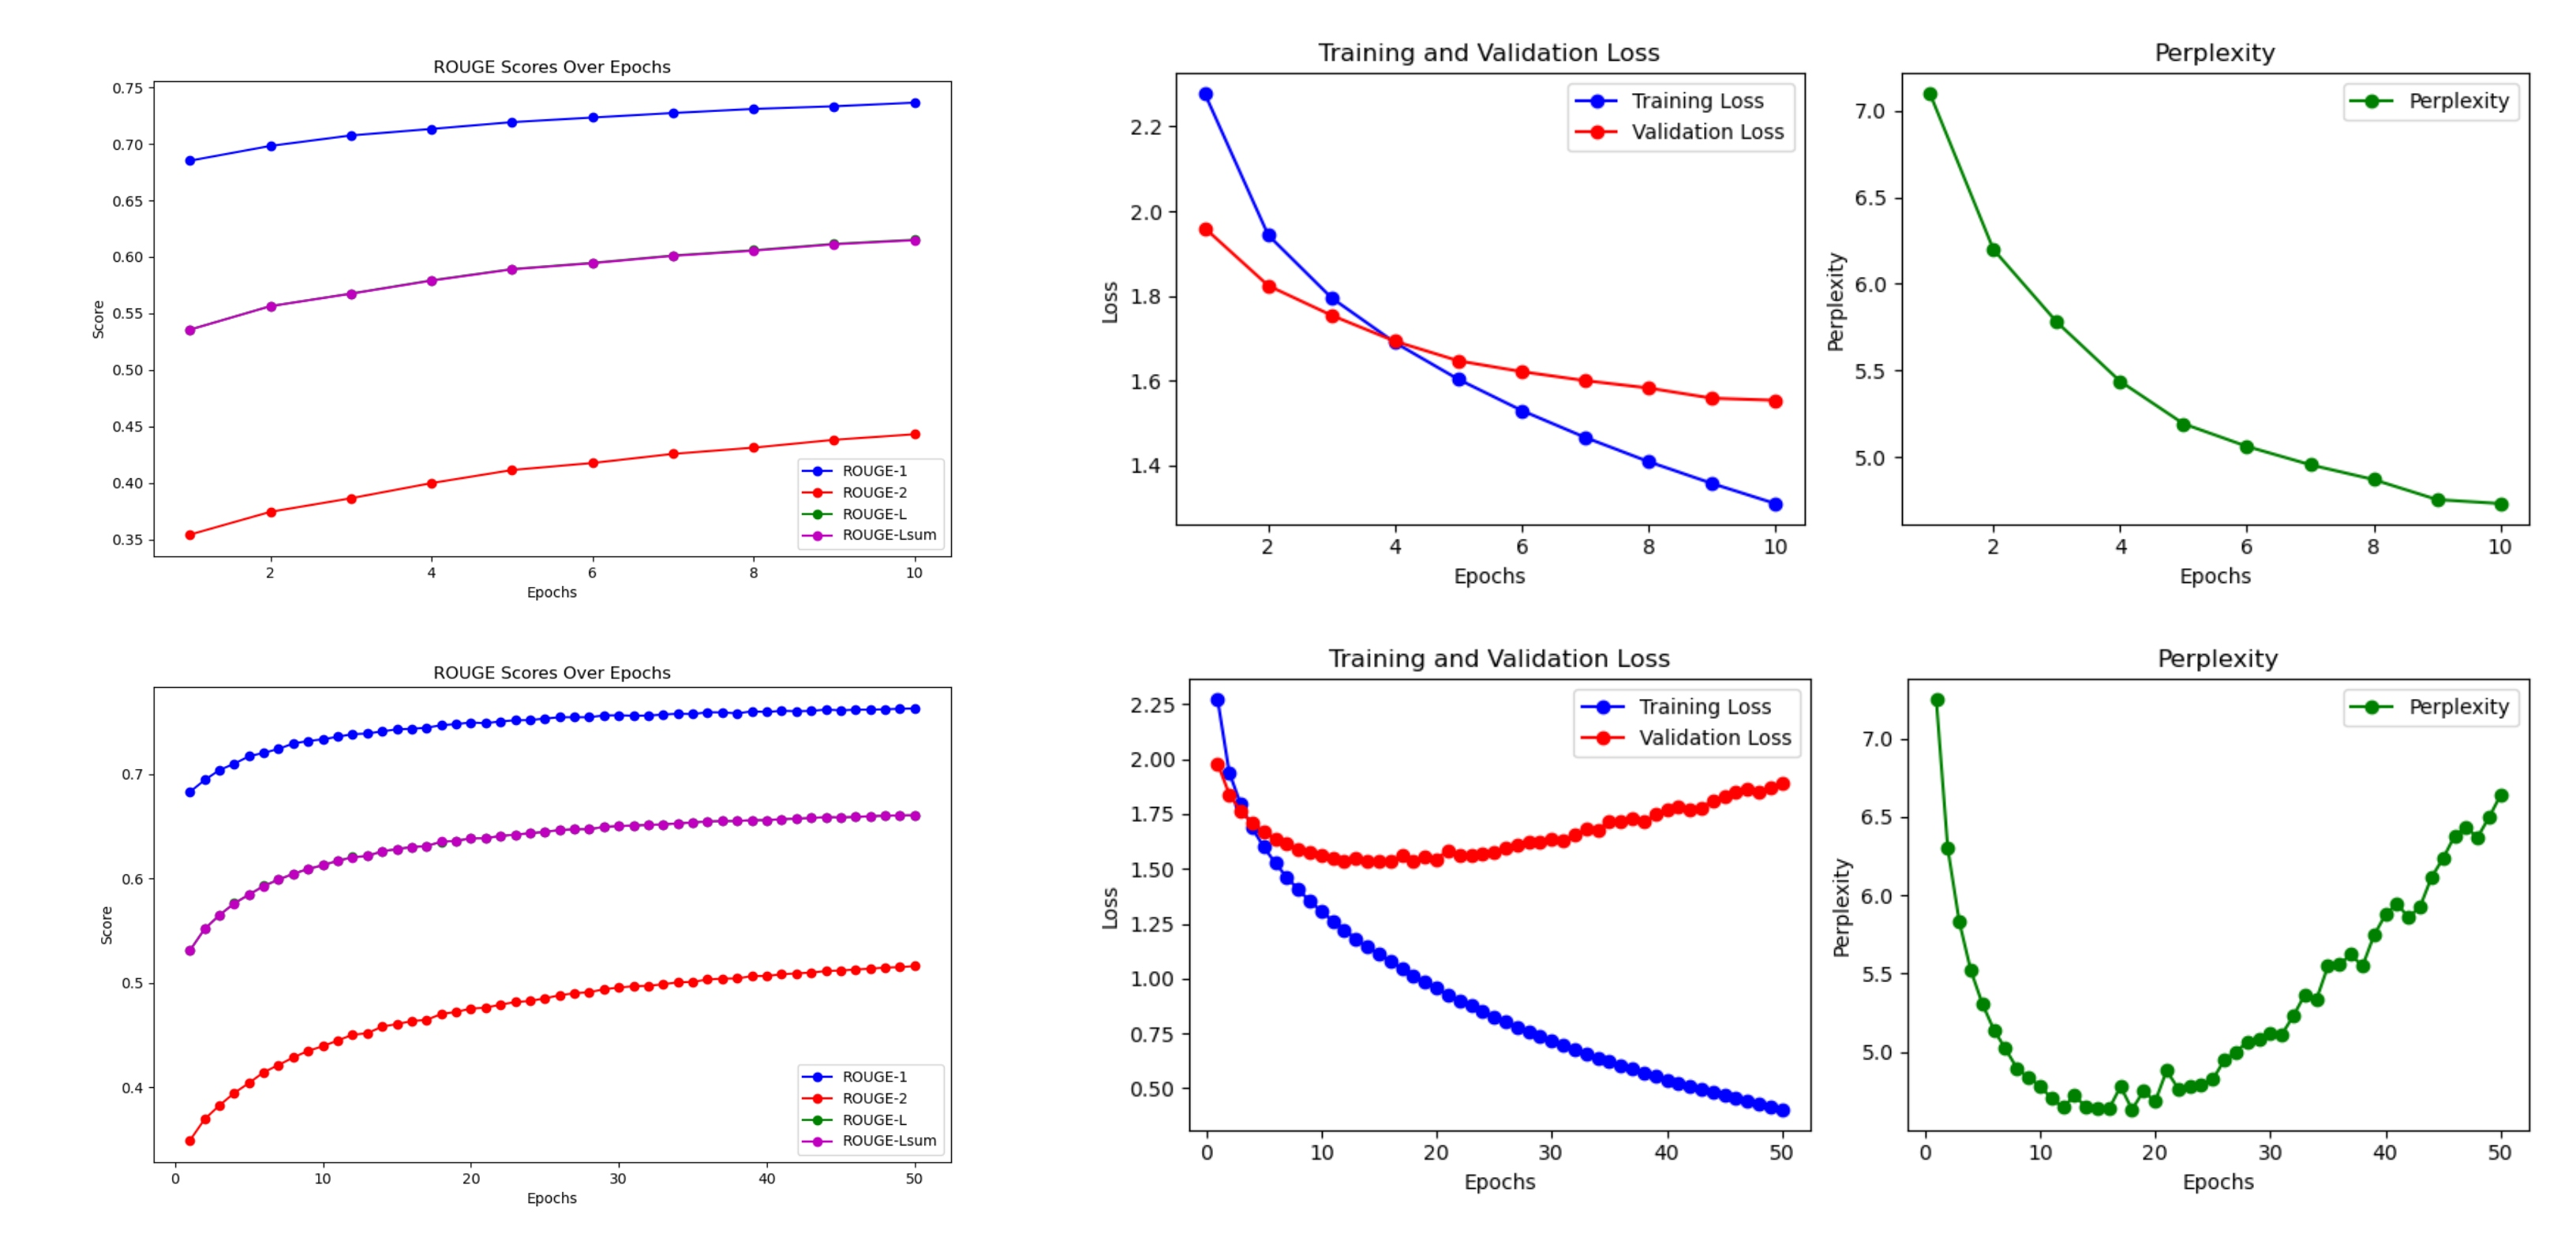 ROUGE Scores Over Epochs
0.75
0.70
0.65
0.60
0.55
0.50
0.45
0.40
0.35
Score
ROUGE-1
ROUGE-2
ROUGE-L
ROUGE-Lsum
2 4 6 8 10
Epochs
Training and Validation Loss
Training Loss
Validation Loss
2.2
2.0
1.8
1.6
1.4
Loss
2 4 6 8 10
Epochs
Perplexity
Perplexity
7.0
6.5
6.0
5.5
5.0
Perplexity
2 4 6 8 10
Epochs
ROUGE Scores Over Epochs
0.7
0.6
0.5
0.4
Score
ROUGE-1
ROUGE-2
ROUGE-L
ROUGE-Lsum
0 10 20 30 40 50
Epochs
Training and Validation Loss
Training Loss
Validation Loss
2.25
2.00
1.75
1.50
1.25
1.00
0.75
0.50
Loss
0 10 20 30 40 50
Epochs
Perplexity
Perplexity
7.0
6.5
6.0
5.5
5.0
Perplexity
0 10 20 30 40 50
Epochs